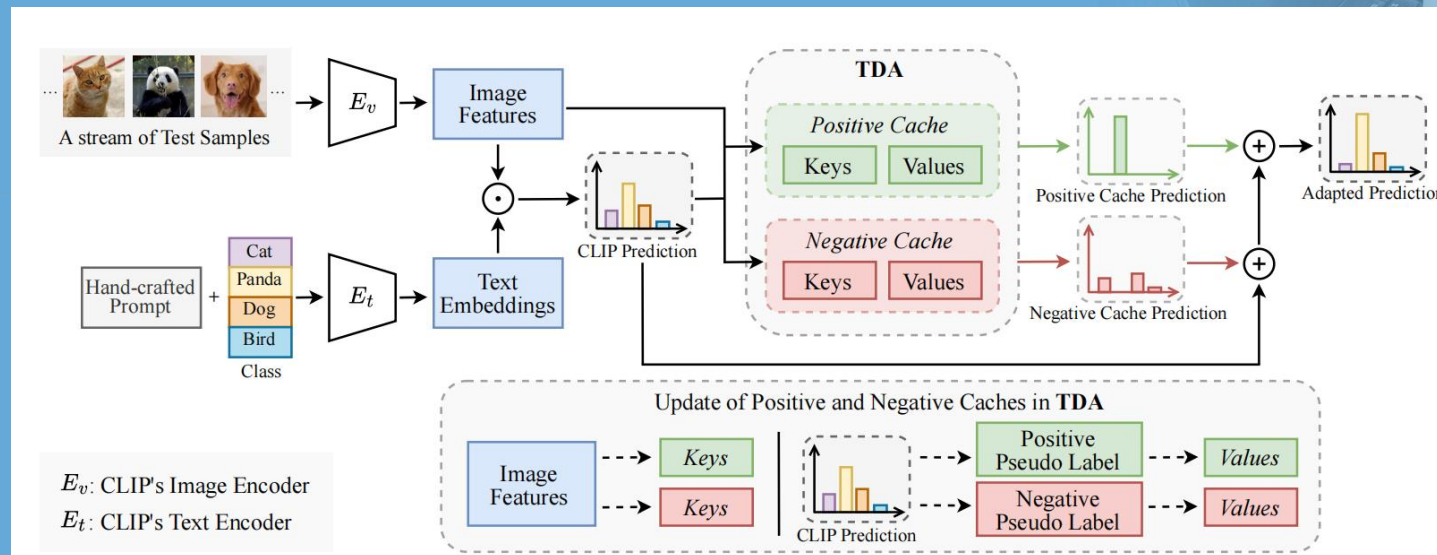 ... ...
A stream of Test Samples
E_v
Image
Features
TDA
Positive Cache
Keys Values
Positive Cache Prediction
+
Adapted Prediction
CLIP Prediction
Negative Cache
Keys Values
Negative Cache Prediction
+
Hand-crafted
Prompt
+
Cat
Panda
Dog
Bird
Class
E_t
Text
Embeddings
Update of Positive and Negative Caches in TDA
Image
Features
Keys
Keys
CLIP Prediction
Positive
Pseudo Label
Values
Negative
Pseudo Label
Values
E_v: CLIP's Image Encoder
E_t: CLIP's Text Encoder